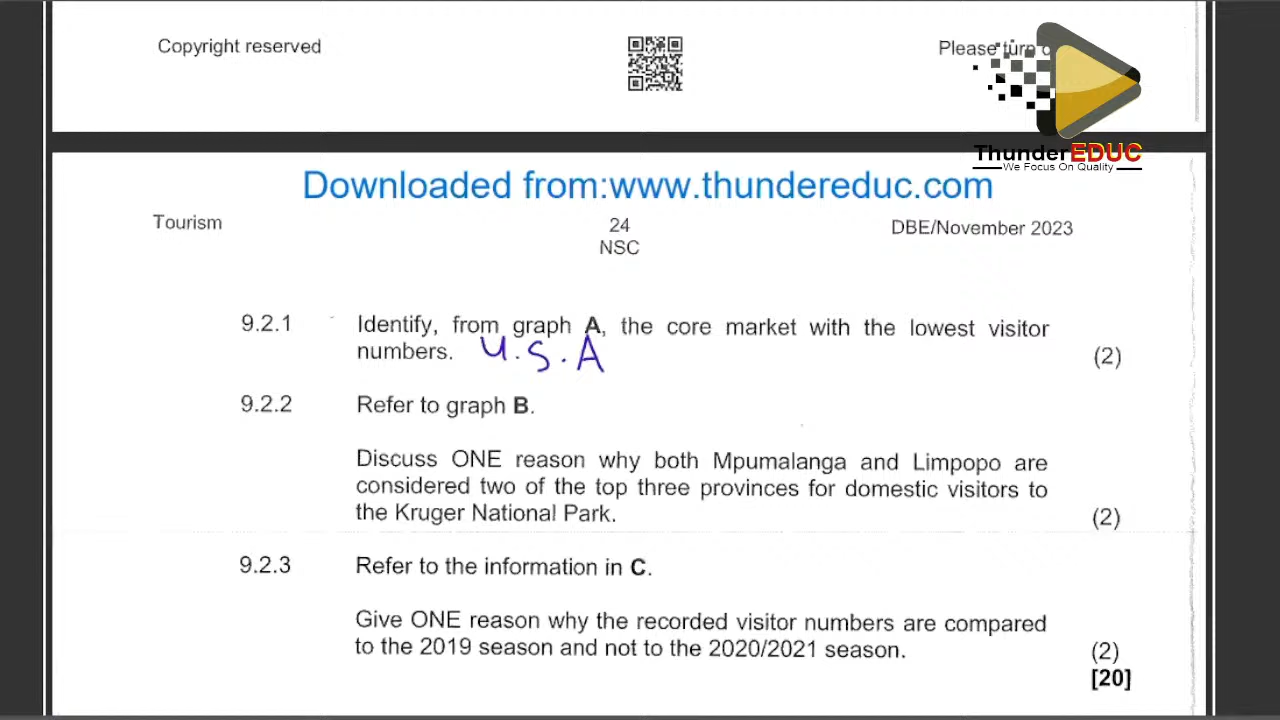 Copyright reserved
Please turn
ThunderEDUC
We Focus On Quality
Downloaded from:www.thundereduc.com
Tourism
24
DBE/November 2023
NSC
9.2.1 Identify, from graph A, the core market with the lowest visitor
numbers. U.S.A (2)
9.2.2 Refer to graph B.
Discuss ONE reason why both Mpumalanga and Limpopo are
considered two of the top three provinces for domestic visitors to
the Kruger National Park. (2)
9.2.3 Refer to the information in C.
Give ONE reason why the recorded visitor numbers are compared
to the 2019 season and not to the 2020/2021 season. (2)
[20]